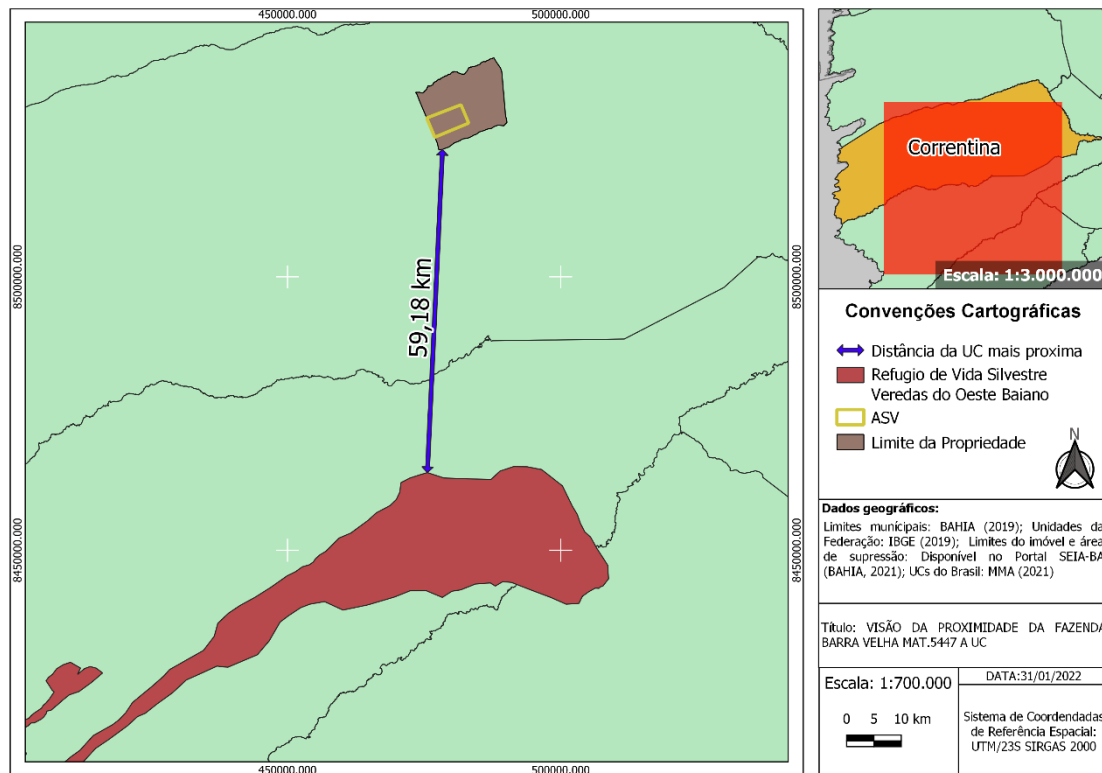 450000.000
500000.000
8500000.000
8500000.000
59,18 km
8450000.000
8450000.000
450000.000
500000.000
Correntina
Escala: 1:3.000.000
Convenções Cartográficas
Distância da UC mais proxima
Refugio de Vida Silvestre
Veredas do Oeste Baiano
ASV
Limite da Propriedade
N
Dados geográficos:
Limites munícipais: BAHIA (2019); Unidades da
Federação: IBGE (2019); Limites do imóvel e área
de supressão: Disponível no Portal SEIA-BA
(BAHIA, 2021); UCs do Brasil: MMA (2021)
Título: VISÃO DA PROXIMIDADE DA FAZENDA
BARRA VELHA MAT.5447 A UC
Escala: 1:700.000
0 5 10 km
DATA:31/01/2022
Sistema de Coordendadas
de Referência Espacial:
UTM/23S SIRGAS 2000